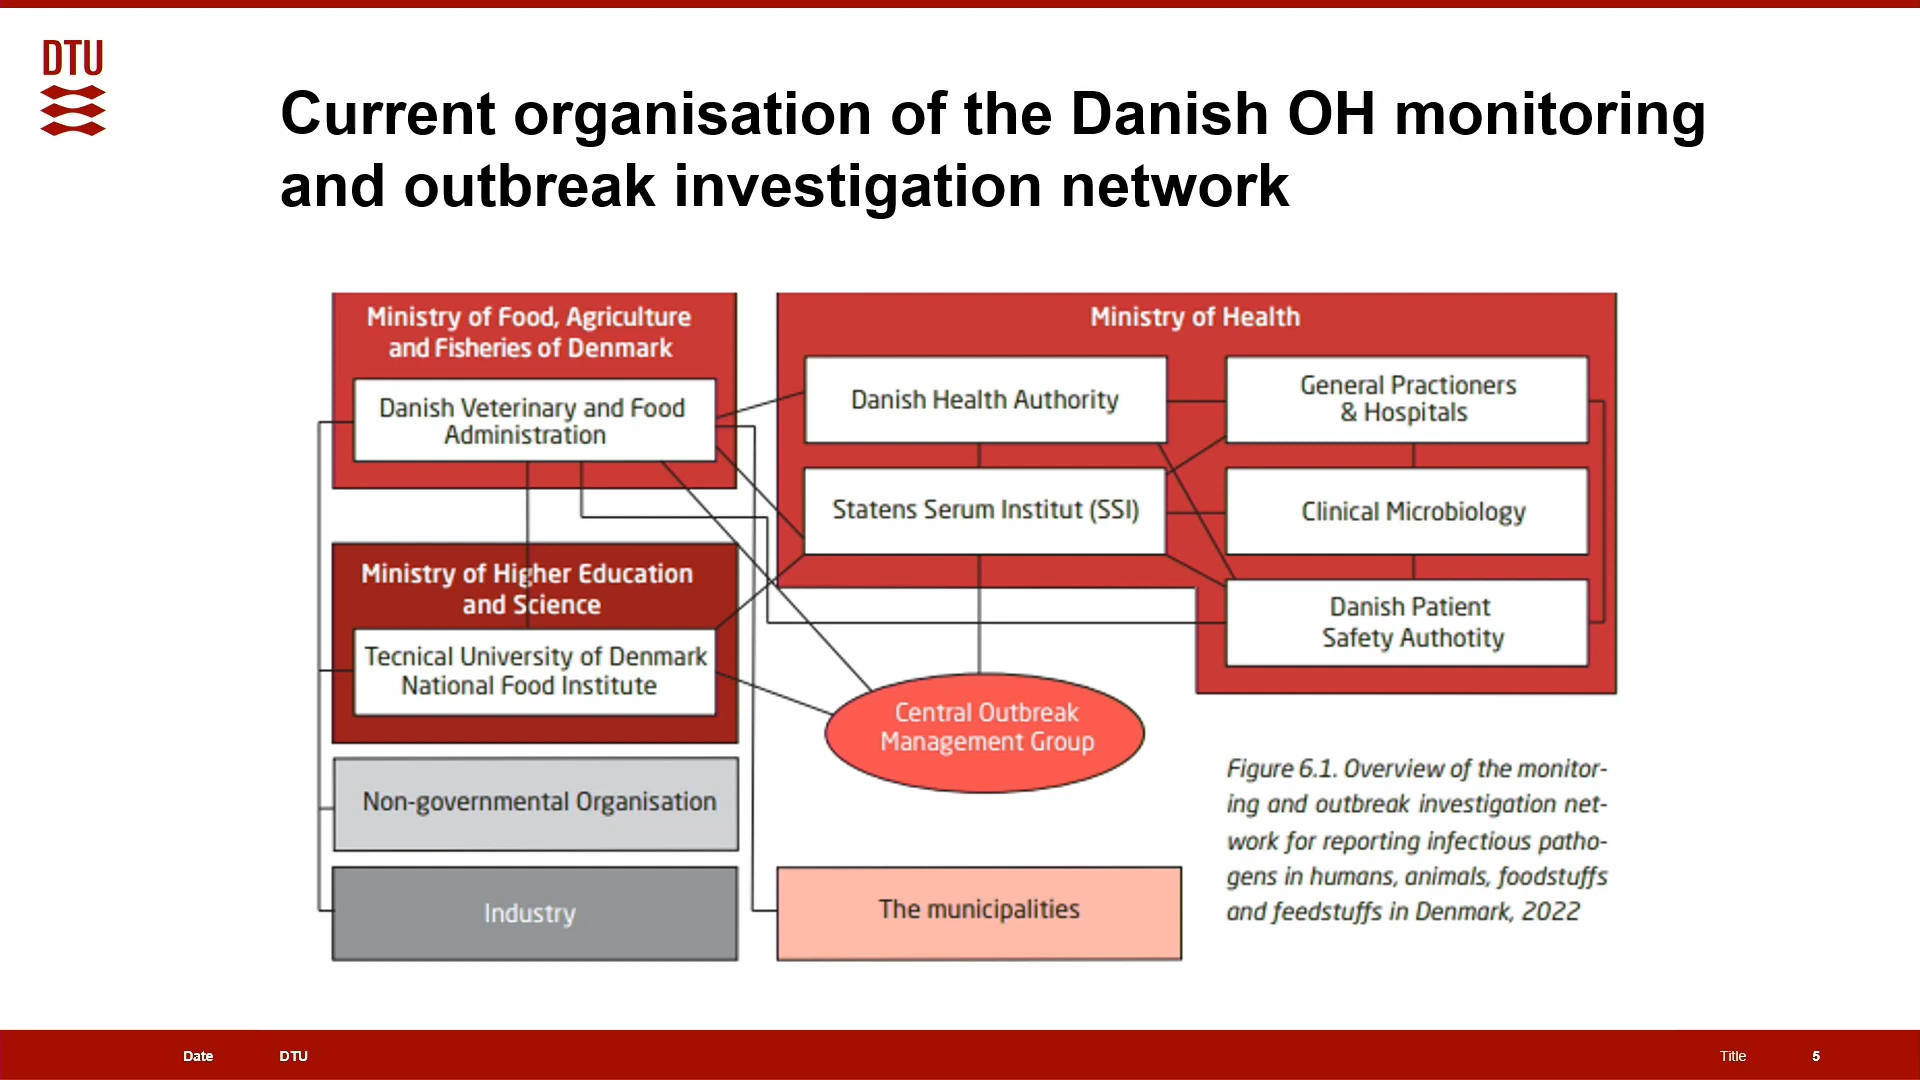 DTU
Current organisation of the Danish OH monitoring
and outbreak investigation network
Ministry of Food, Agriculture
and Fisheries of Denmark
Danish Veterinary and Food
Administration
Ministry of Higher Education
and Science
Tecnical University of Denmark
National Food Institute
Non-governmental Organisation
Industry
Ministry of Health
Danish Health Authority
General Practioners
& Hospitals
Statens Serum Institut (SSI)
Clinical Microbiology
Danish Patient
Safety Authotity
Central Outbreak
Management Group
The municipalities
Figure 6.1. Overview of the monitor-
ing and outbreak investigation net-
work for reporting infectious patho-
gens in humans, animals, foodstuffs
and feedstuffs in Denmark, 2022
Date DTU Title 5